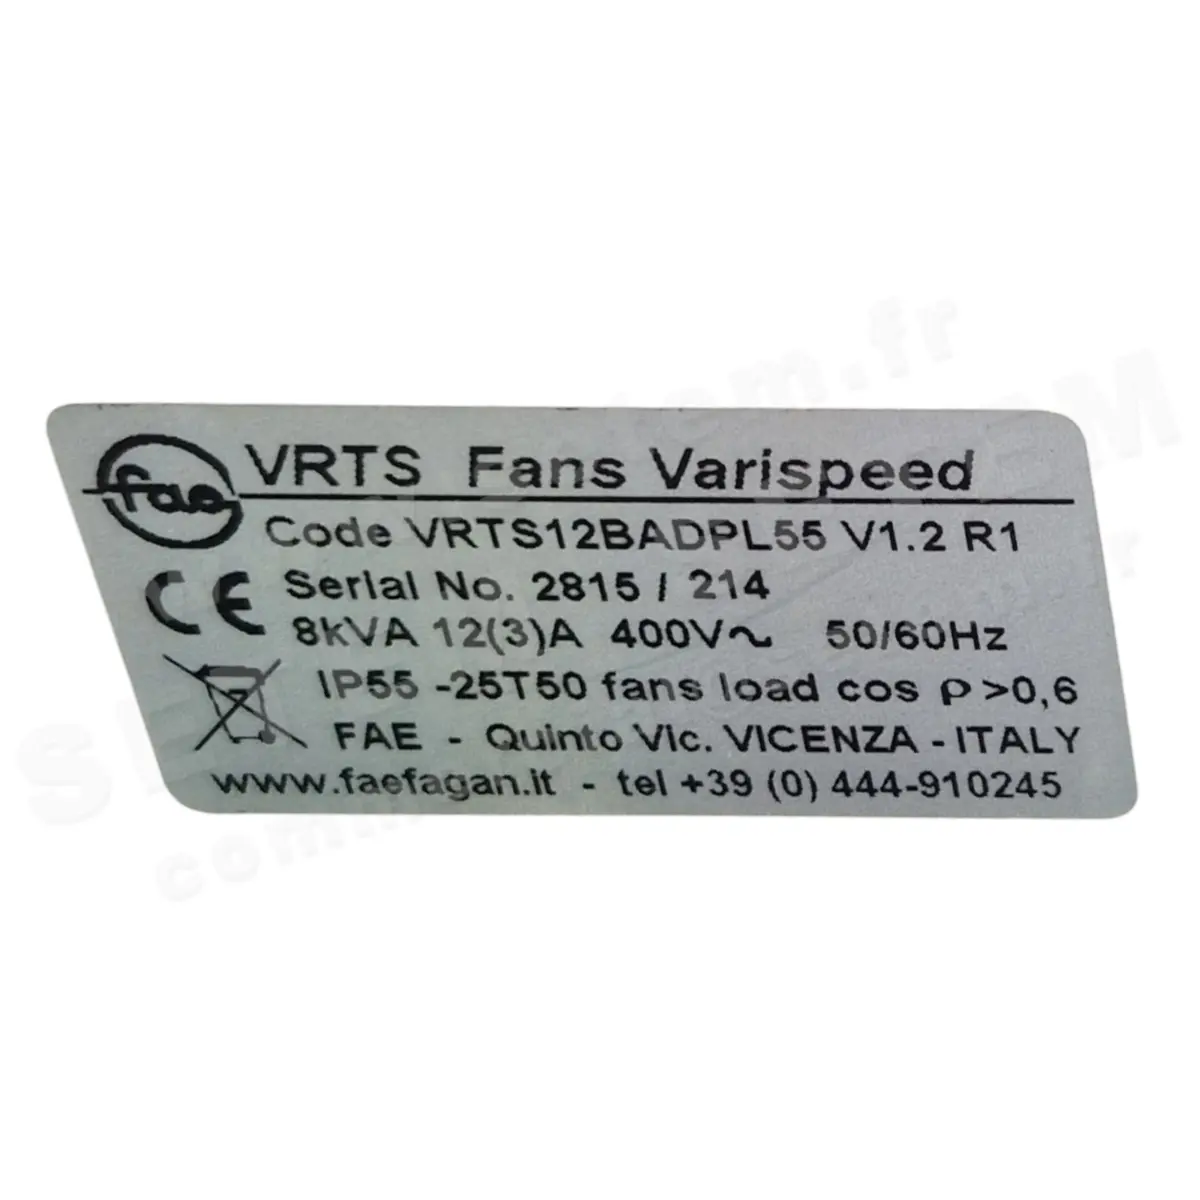 fae
VRTS Fans Varispeed
Code VRTS12BADPL55 V1.2 R1
CE
Serial No. 2815 / 214
8kVA 12(3)A 400V~ 50/60Hz
IP55 -25T50 fans load cos ρ >0,6
FAE - Quinto Vic. VICENZA - ITALY
www.faefagan.it - tel +39 (0) 444-910245